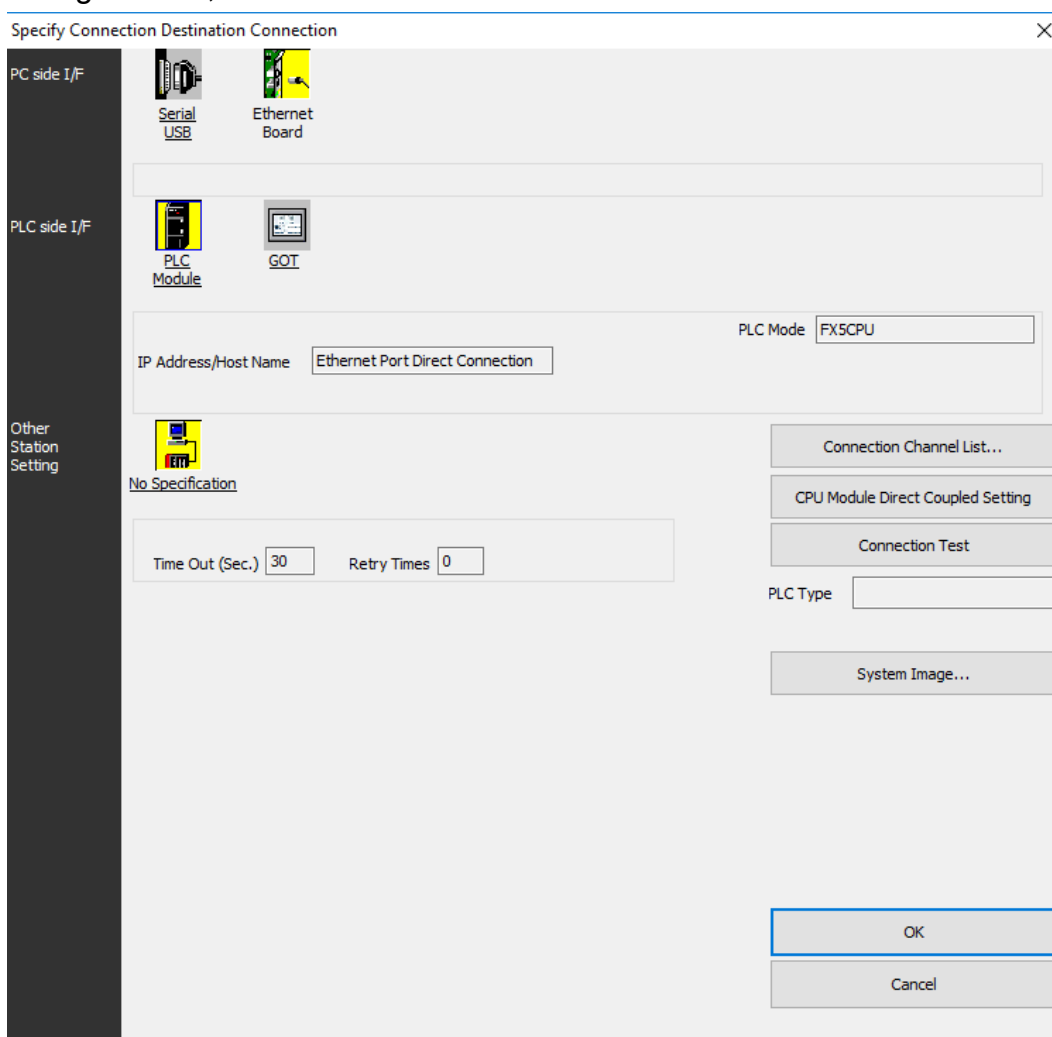 Specify Connection Destination Connection
PC side I/F
Serial
USB
Ethernet
Board
PLC side I/F
PLC
Module
GOT
PLC Mode FX5CPU
IP Address/Host Name Ethernet Port Direct Connection
Other
Station
Setting
No Specification
Time Out (Sec.) 30 Retry Times 0
Connection Channel List...
CPU Module Direct Coupled Setting
Connection Test
PLC Type
System Image...
OK
Cancel